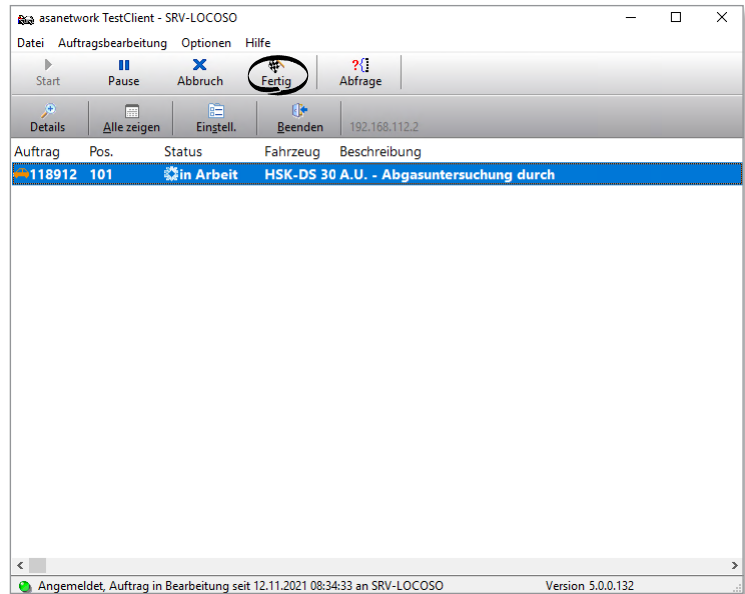 asanetwork TestClient - SRV-LOCOSO
Datei Auftragsbearbeitung Optionen Hilfe
Start Pause Abbruch Fertig Abfrage
Details Alle zeigen Einstell. Beenden 192.168.112.2
Auftrag Pos. Status Fahrzeug Beschreibung
118912 101 in Arbeit HSK-DS 30 A.U. - Abgasuntersuchung durch
Angemeldet, Auftrag in Bearbeitung seit 12.11.2021 08:34:33 an SRV-LOCOSO Version 5.0.0.132